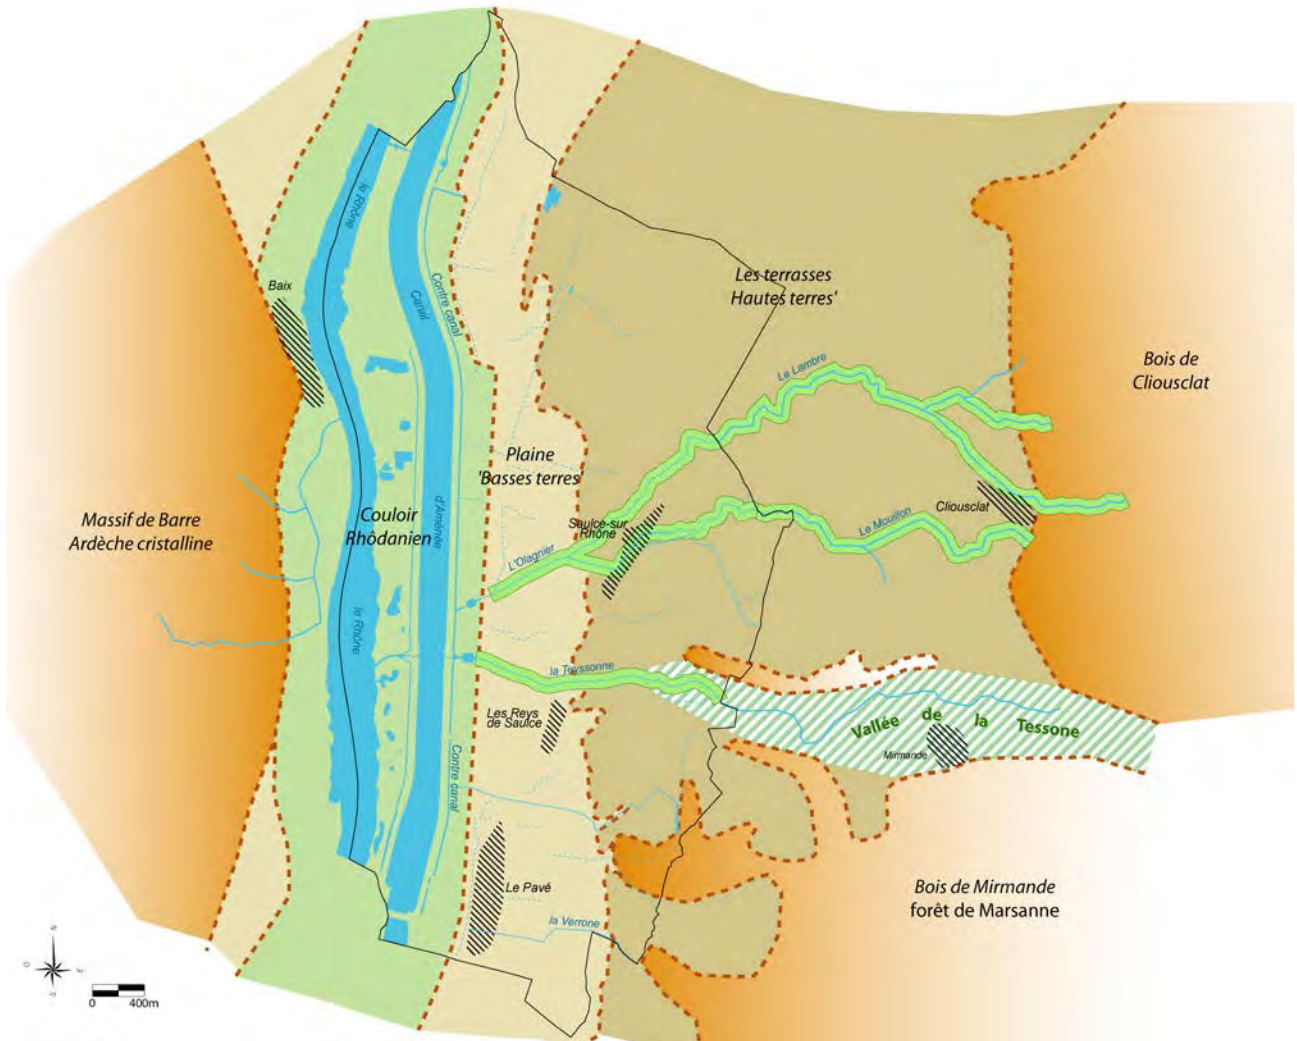 la Rhône
Les terrasses
Hautes terres'
Baix
Contre canal
Canal
Le Lambre
Bois de
Cliousclat
Plaine
'Basses terres'
d'Aménée
Massif de Barre
Ardèche cristalline
Couloir
Rhôdanien
Saulce-sur
Rhône
Cliousclat
Le Mouillon
L'Olagnier
le Rhône
la Teyssonne
Les Reys
de Saulce
Vallée de la Tessone
Mirmande
Contre canal
Le Pavé
Bois de Mirmande
forêt de Marsanne
la Verrone
N
O
E
S
0 400m